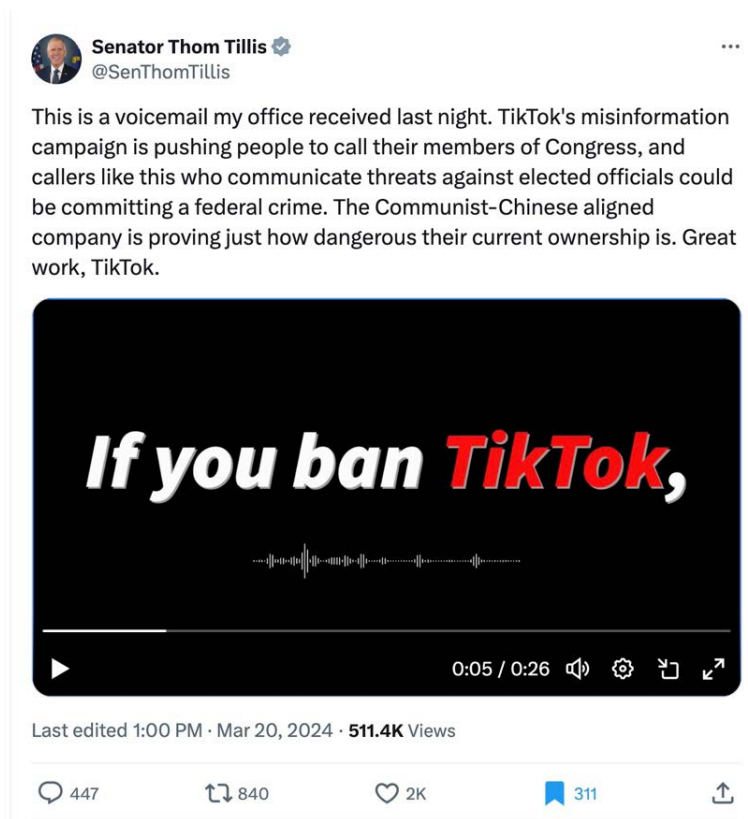 Senator Thom Tillis
@SenThomTillis
This is a voicemail my office received last night. TikTok's misinformation
campaign is pushing people to call their members of Congress, and
callers like this who communicate threats against elected officials could
be committing a federal crime. The Communist-Chinese aligned
company is proving just how dangerous their current ownership is. Great
work, TikTok.
If you ban TikTok,
0:05 / 0:26
Last edited 1:00 PM · Mar 20, 2024 · 511.4K Views
447 840 2K 311